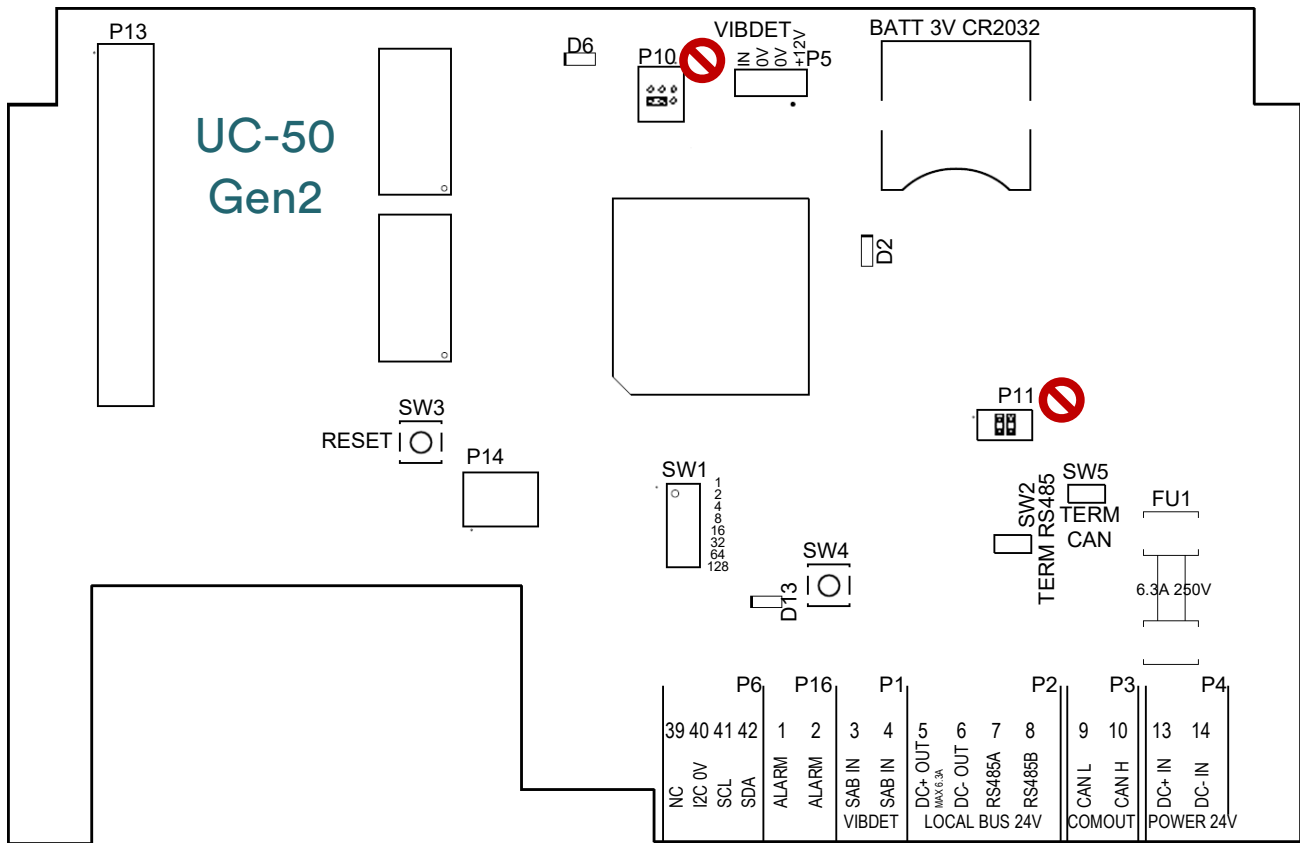 P13
UC-50
Gen2
D6
P10
VIBDET
IN
0V
0V
+12V
P5
BATT 3V CR2032
D2
SW3
RESET
P14
P11
SW1
1
2
4
8
16
32
64
128
SW4
D13
SW2
TERM RS485
SW5
TERM
CAN
FU1
6.3A 250V
P6 P16 P1 P2 P3 P4
39 40 41 42 1 2 3 4 5 6 7 8 9 10 13 14
NC
I2C 0V
SCL
SDA
ALARM
ALARM
SAB IN
SAB IN
DC+ OUT
MAX 6.3A
DC- OUT
RS485A
RS485B
CAN L
CAN H
DC+ IN
DC- IN
VIBDET LOCAL BUS 24V COMOUT POWER 24V